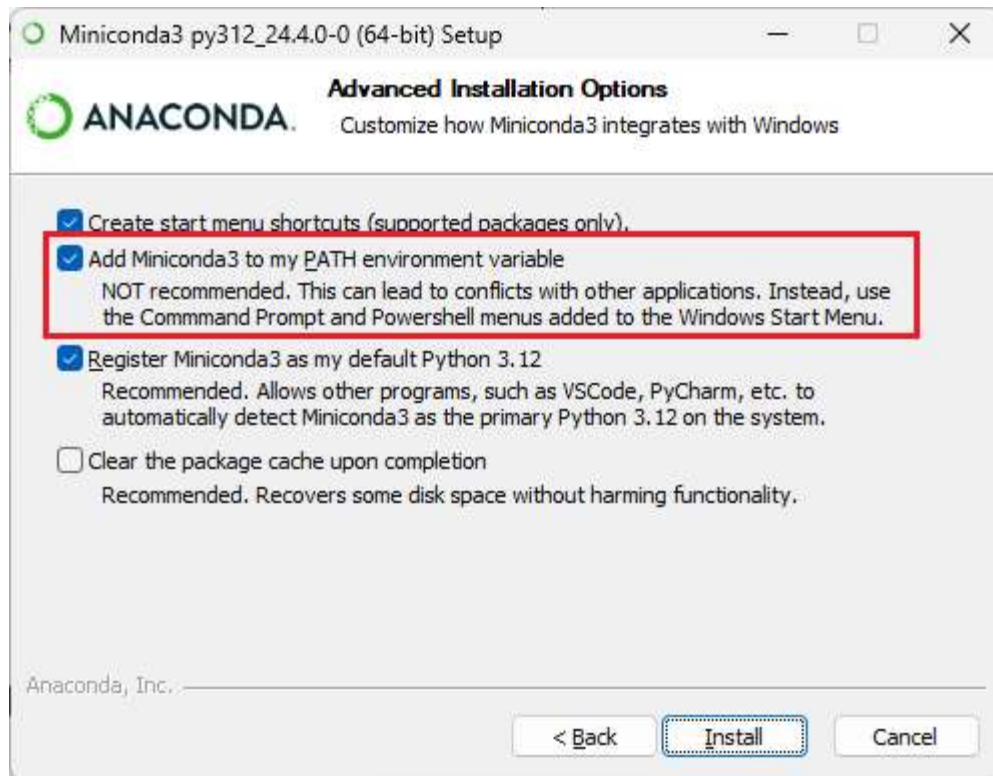 Miniconda3 py312_24.4.0-0 (64-bit) Setup
ANACONDA.
Advanced Installation Options
Customize how Miniconda3 integrates with Windows
Create start menu shortcuts (supported packages only).
Add Miniconda3 to my PATH environment variable
NOT recommended. This can lead to conflicts with other applications. Instead, use
the Commmand Prompt and Powershell menus added to the Windows Start Menu.
Register Miniconda3 as my default Python 3.12
Recommended. Allows other programs, such as VSCode, PyCharm, etc. to
automatically detect Miniconda3 as the primary Python 3.12 on the system.
Clear the package cache upon completion
Recommended. Recovers some disk space without harming functionality.
Anaconda, Inc.
< Back
Install
Cancel